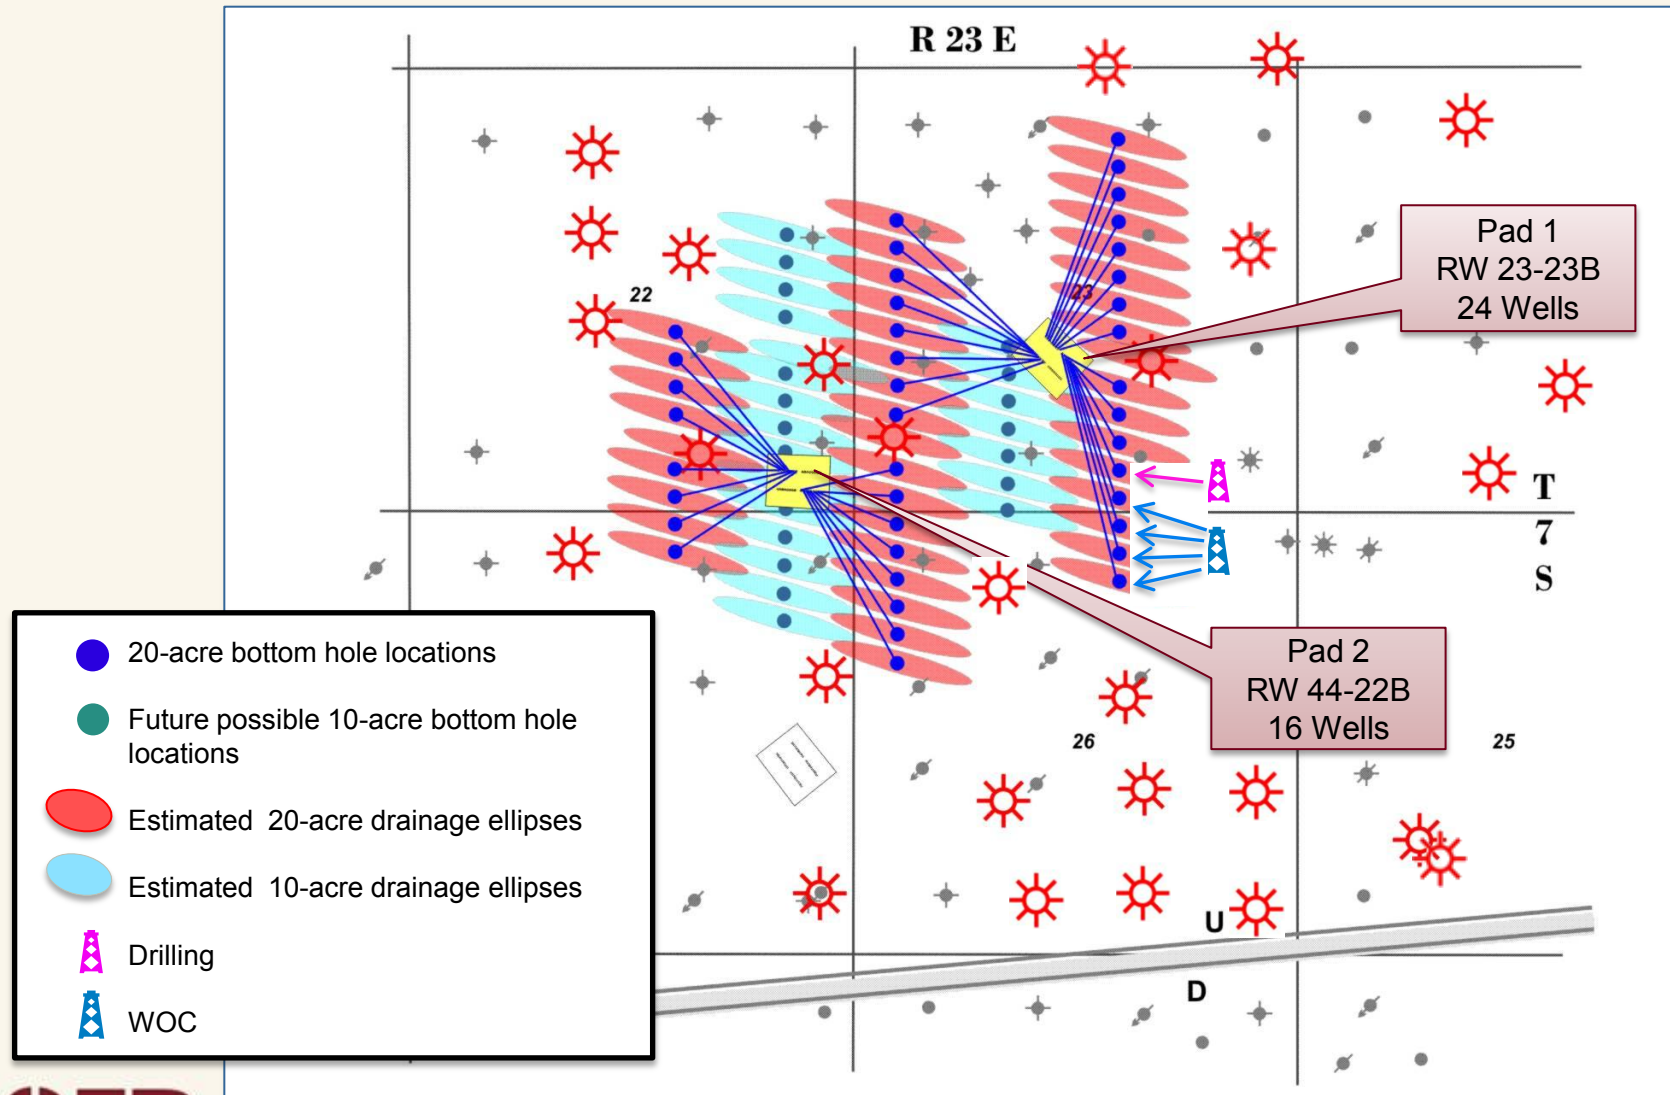 R 23 E
22
23
Pad 1
RW 23-23B
24 Wells
T
7
S
Pad 2
RW 44-22B
16 Wells
26
25
U
D
20-acre bottom hole locations
Future possible 10-acre bottom hole
locations
Estimated 20-acre drainage ellipses
Estimated 10-acre drainage ellipses
Drilling
WOC